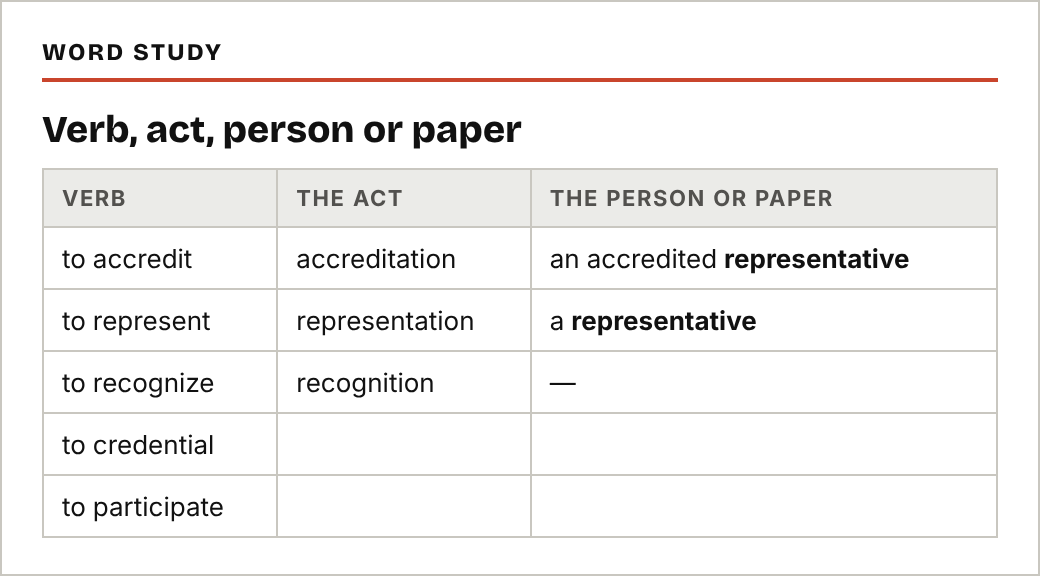 WORD STUDY
Verb, act, person or paper
VERB THE ACT THE PERSON OR PAPER
to accredit accreditation an accredited representative
to represent representation a representative
to recognize recognition —
to credential
to participate